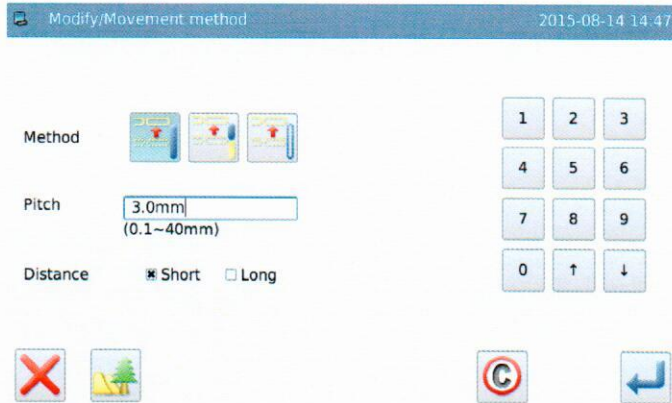 Modify/Movement method 2015-08-14 14:47
Method
1 2 3
4 5 6
Pitch 3.0mm
(0.1~40mm)
7 8 9
Distance Short Long
0 ↑ ↓
C